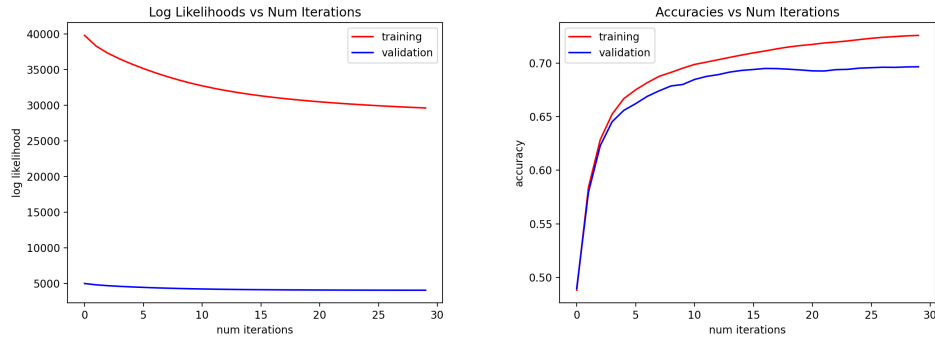 Log Likelihoods vs Num Iterations
40000
35000
30000
25000
20000
15000
10000
5000
log likelihood
training
validation
0
5
10
15
20
25
30
num iterations
Accuracies vs Num Iterations
0.70
0.65
0.60
0.55
0.50
accuracy
training
validation
0
5
10
15
20
25
30
num iterations